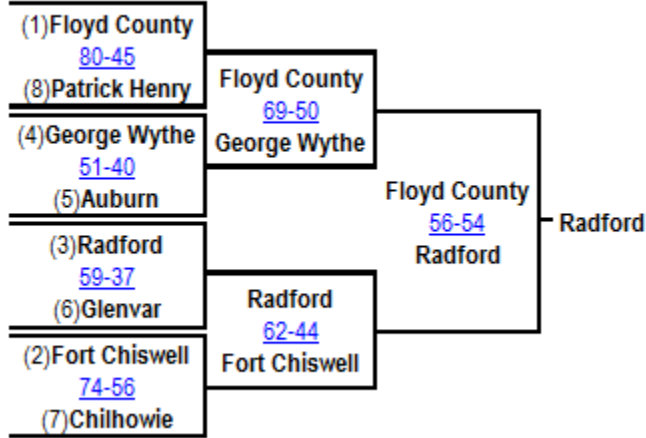 (1)Floyd County
80-45
(8)Patrick Henry
(4)George Wythe
51-40
(5)Auburn
(3)Radford
59-37
(6)Glenvar
(2)Fort Chiswell
74-56
(7)Chilhowie
Floyd County
69-50
George Wythe
Radford
62-44
Fort Chiswell
Floyd County
56-54
Radford
Radford